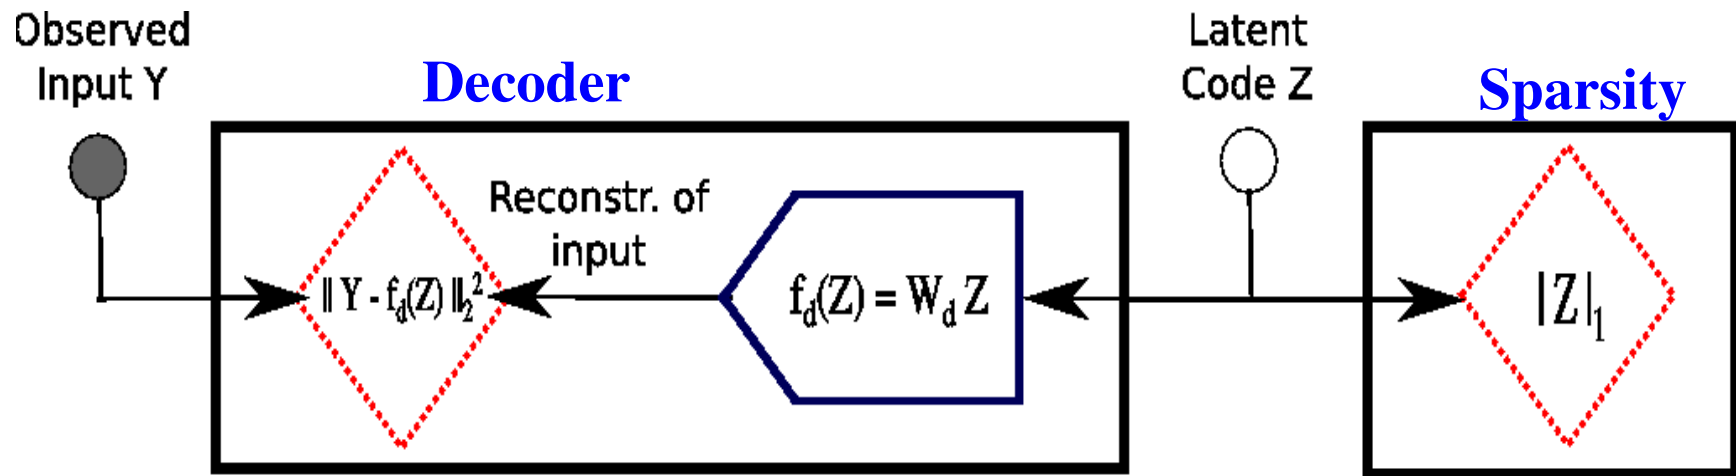 Observed
Input Y
Decoder
Latent
Code Z
Sparsity
Reconstr. of
input
|| Y - f_d(Z) ||_2^2
f_d(Z) = W_d Z
|Z|_1